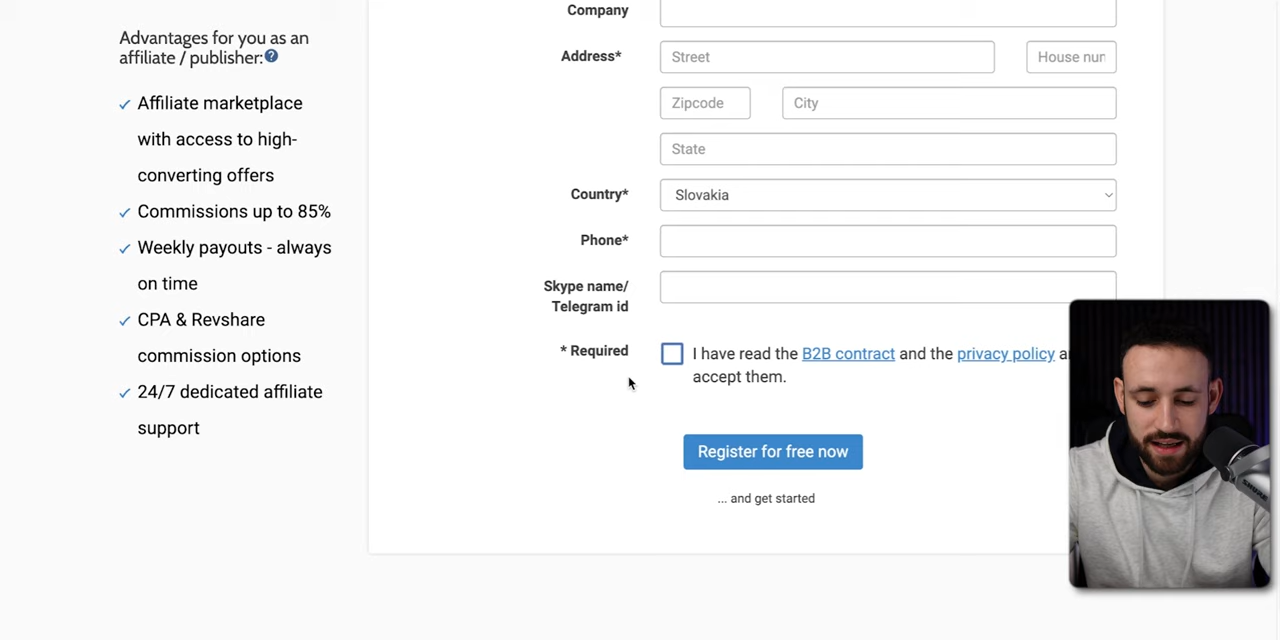 Advantages for you as an
affiliate / publisher:
Affiliate marketplace
with access to high-
converting offers
Commissions up to 85%
Weekly payouts - always
on time
CPA & Revshare
commission options
24/7 dedicated affiliate
support
Company
Address*
Street
House nur
Zipcode
City
State
Country*
Slovakia
Phone*
Skype name/
Telegram id
* Required
I have read the B2B contract and the privacy policy
accept them.
Register for free now
... and get started
SHURE